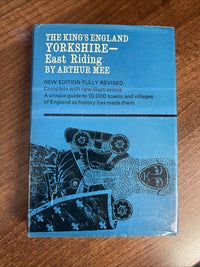 THE KING'S ENGLAND
YORKSHIRE—
East Riding
BY ARTHUR MEE
NEW EDITION FULLY REVISED
Complete with new illustrations
A unique guide to 10,000 towns and villages
of England as history has made them